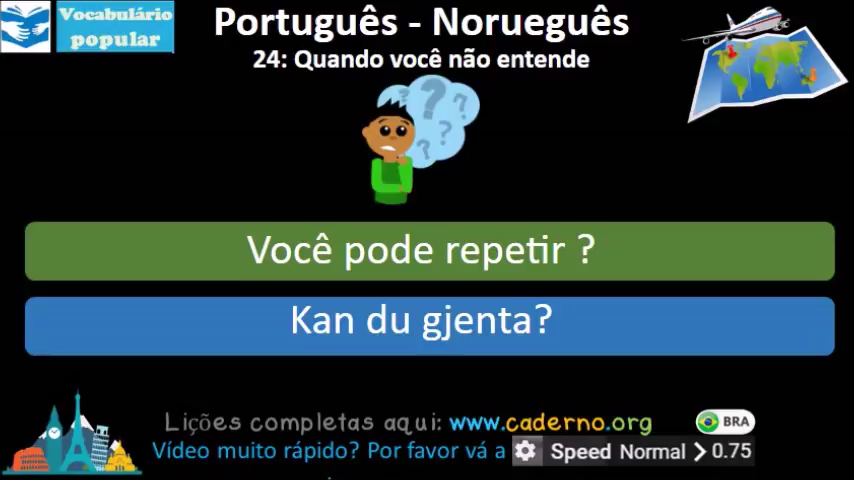 Vocabulário
popular
Português - Norueguês
24: Quando você não entende
Você pode repetir ?
Kan du gjenta?
Lições completas aqui: www.caderno.org
BRA
Vídeo muito rápido? Por favor vá a Speed Normal > 0.75